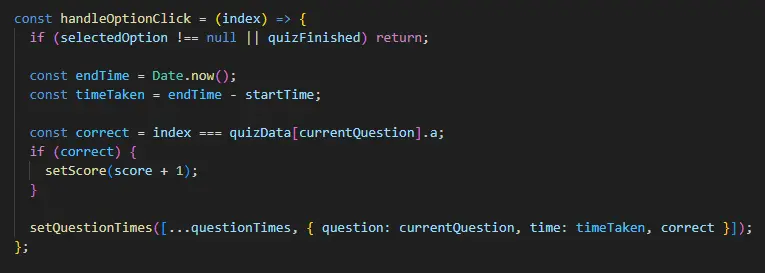 const handleOptionClick = (index) => {
  if (selectedOption !== null || quizFinished) return;

  const endTime = Date.now();
  const timeTaken = endTime - startTime;

  const correct = index === quizData[currentQuestion].a;
  if (correct) {
    setScore(score + 1);
  }

  setQuestionTimes([...questionTimes, { question: currentQuestion, time: timeTaken, correct }]);
};